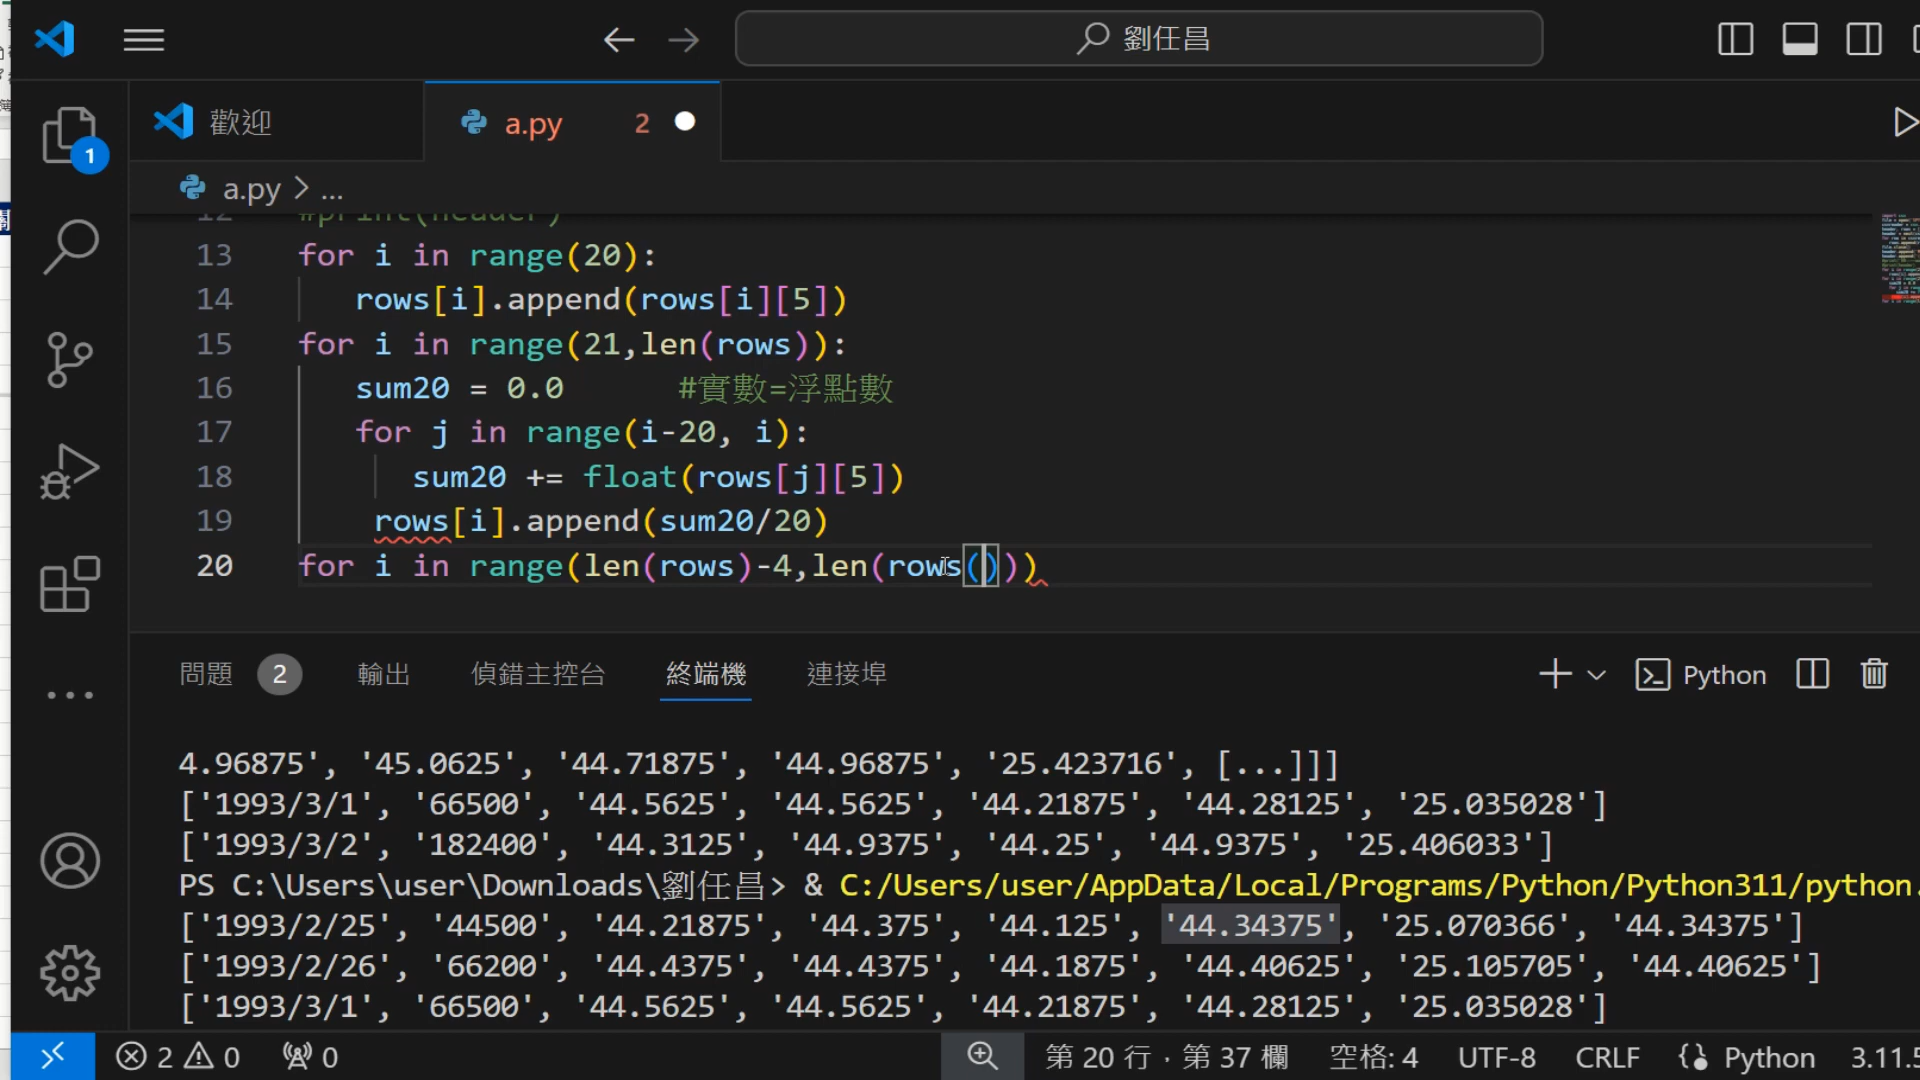 劉任昌
1
歡迎
a.py 2
a.py > ...
12 #print(header)
13 for i in range(20):
14 rows[i].append(rows[i][5])
15 for i in range(21,len(rows)):
16 sum20 = 0.0 #實數=浮點數
17 for j in range(i-20, i):
18 sum20 += float(rows[j][5])
19 rows[i].append(sum20/20)
20 for i in range(len(rows)-4,len(rows()))
問題 2 輸出 偵錯主控台 終端機 連接埠 Python
4.96875', '45.0625', '44.71875', '44.96875', '25.423716', [...]]]
['1993/3/1', '66500', '44.5625', '44.5625', '44.21875', '44.28125', '25.035028']
['1993/3/2', '182400', '44.3125', '44.9375', '44.25', '44.9375', '25.406033']
PS C:\Users\user\Downloads\劉任昌> & C:/Users/user/AppData/Local/Programs/Python/Python311/python.
['1993/2/25', '44500', '44.21875', '44.375', '44.125', '44.34375', '25.070366', '44.34375']
['1993/2/26', '66200', '44.4375', '44.4375', '44.1875', '44.40625', '25.105705', '44.40625']
['1993/3/1', '66500', '44.5625', '44.5625', '44.21875', '44.28125', '25.035028']
2 0 0 第 20 行，第 37 欄 空格: 4 UTF-8 CRLF Python 3.11.5